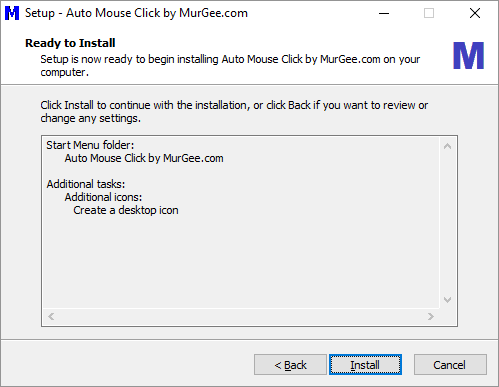 M Setup - Auto Mouse Click by MurGee.com
Ready to Install
Setup is now ready to begin installing Auto Mouse Click by MurGee.com on your
computer.
M
Click Install to continue with the installation, or click Back if you want to review or
change any settings.
Start Menu folder:
Auto Mouse Click by MurGee.com
Additional tasks:
Additional icons:
Create a desktop icon
< Back
Install
Cancel